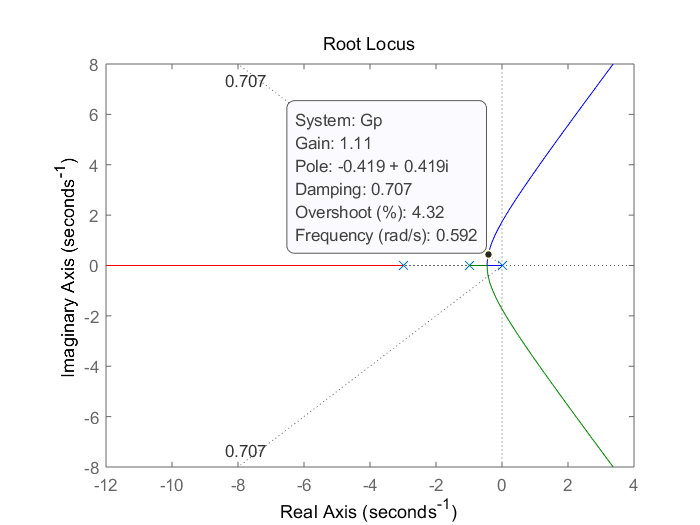 Root Locus
8
6
4
2
0
-2
-4
-6
-8
Imaginary Axis (seconds-1)
0.707
System: Gp
Gain: 1.11
Pole: -0.419 + 0.419i
Damping: 0.707
Overshoot (%): 4.32
Frequency (rad/s): 0.592
0.707
-12 -10 -8 -6 -4 -2 0 2 4
Real Axis (seconds-1)